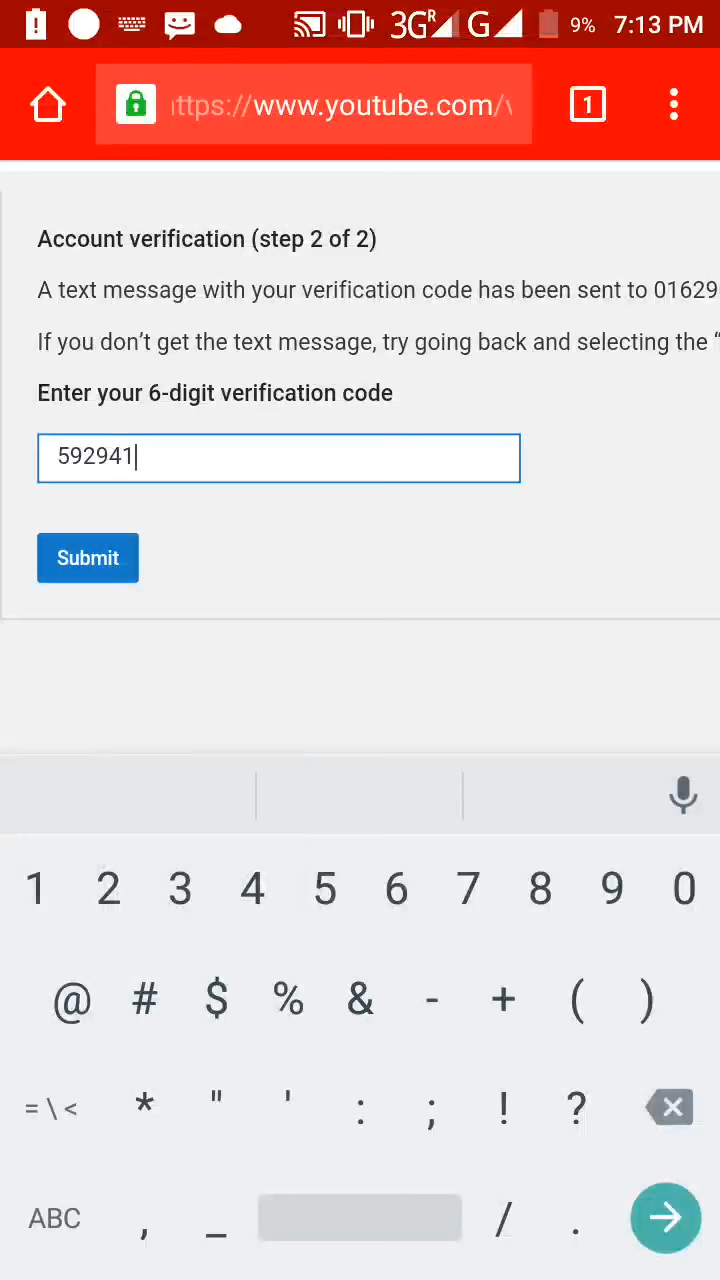 3G R G 9% 7:13 PM
ttps://www.youtube.com/v 1
Account verification (step 2 of 2)
A text message with your verification code has been sent to 01629
If you don’t get the text message, try going back and selecting the “
Enter your 6-digit verification code
592941
Submit
1 2 3 4 5 6 7 8 9 0
@ # $ % & - + ( )
= \ < * " ' : ; ! ?
ABC , _ / .